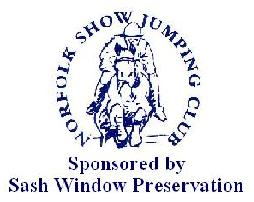 NORFOLK SHOW JUMPING CLUB
Sponsored by
Sash Window Preservation